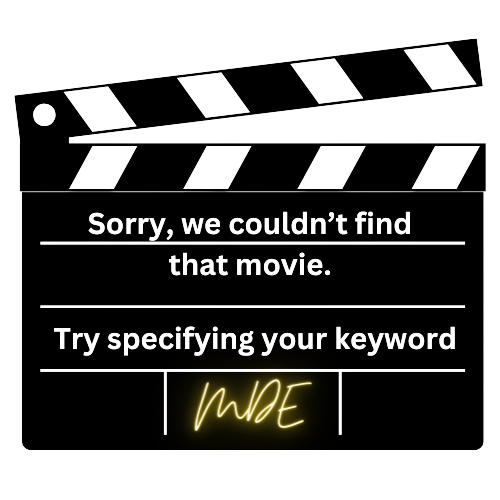 Sorry, we couldn’t find
that movie.
Try specifying your keyword
MDE